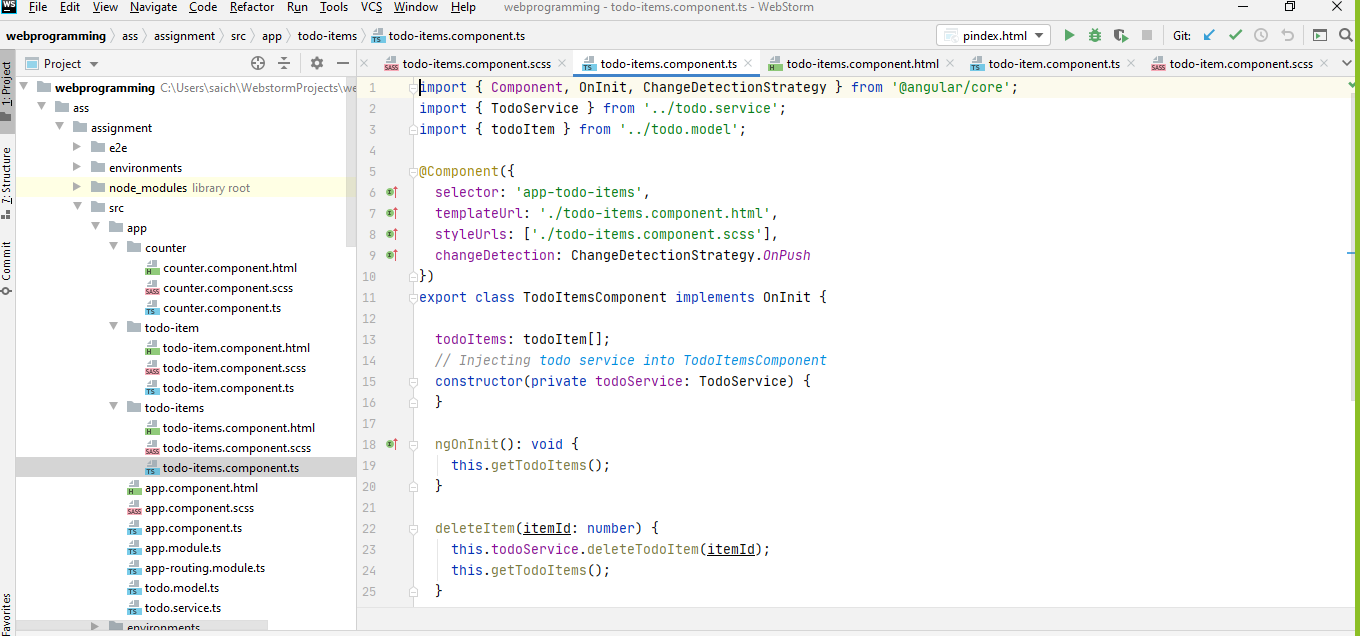 WS File Edit View Navigate Code Refactor Run Tools VCS Window Help webprogramming - todo-items.component.ts - WebStorm
webprogramming ass assignment src app todo-items todo-items.component.ts pindex.html Git:
Project
todo-items.component.scss todo-items.component.ts todo-items.component.html todo-item.component.ts todo-item.component.scss
1: Project
7: Structure
Commit
Favorites
webprogramming C:\Users\saich\WebstormProjects\we
ass
assignment
e2e
environments
node_modules library root
src
app
counter
counter.component.html
counter.component.scss
counter.component.ts
todo-item
todo-item.component.html
todo-item.component.scss
todo-item.component.ts
todo-items
todo-items.component.html
todo-items.component.scss
todo-items.component.ts
app.component.html
app.component.scss
app.component.ts
app.module.ts
app-routing.module.ts
todo.model.ts
todo.service.ts
environments
1 import { Component, OnInit, ChangeDetectionStrategy } from '@angular/core';
2 import { TodoService } from '../todo.service';
3 import { todoItem } from '../todo.model';
4
5 @Component({
6 selector: 'app-todo-items',
7 templateUrl: './todo-items.component.html',
8 styleUrls: ['./todo-items.component.scss'],
9 changeDetection: ChangeDetectionStrategy.OnPush
10 })
11 export class TodoItemsComponent implements OnInit {
12
13 todoItems: todoItem[];
14 // Injecting todo service into TodoItemsComponent
15 constructor(private todoService: TodoService) {
16 }
17
18 ngOnInit(): void {
19 this.getTodoItems();
20 }
21
22 deleteItem(itemId: number) {
23 this.todoService.deleteTodoItem(itemId);
24 this.getTodoItems();
25 }